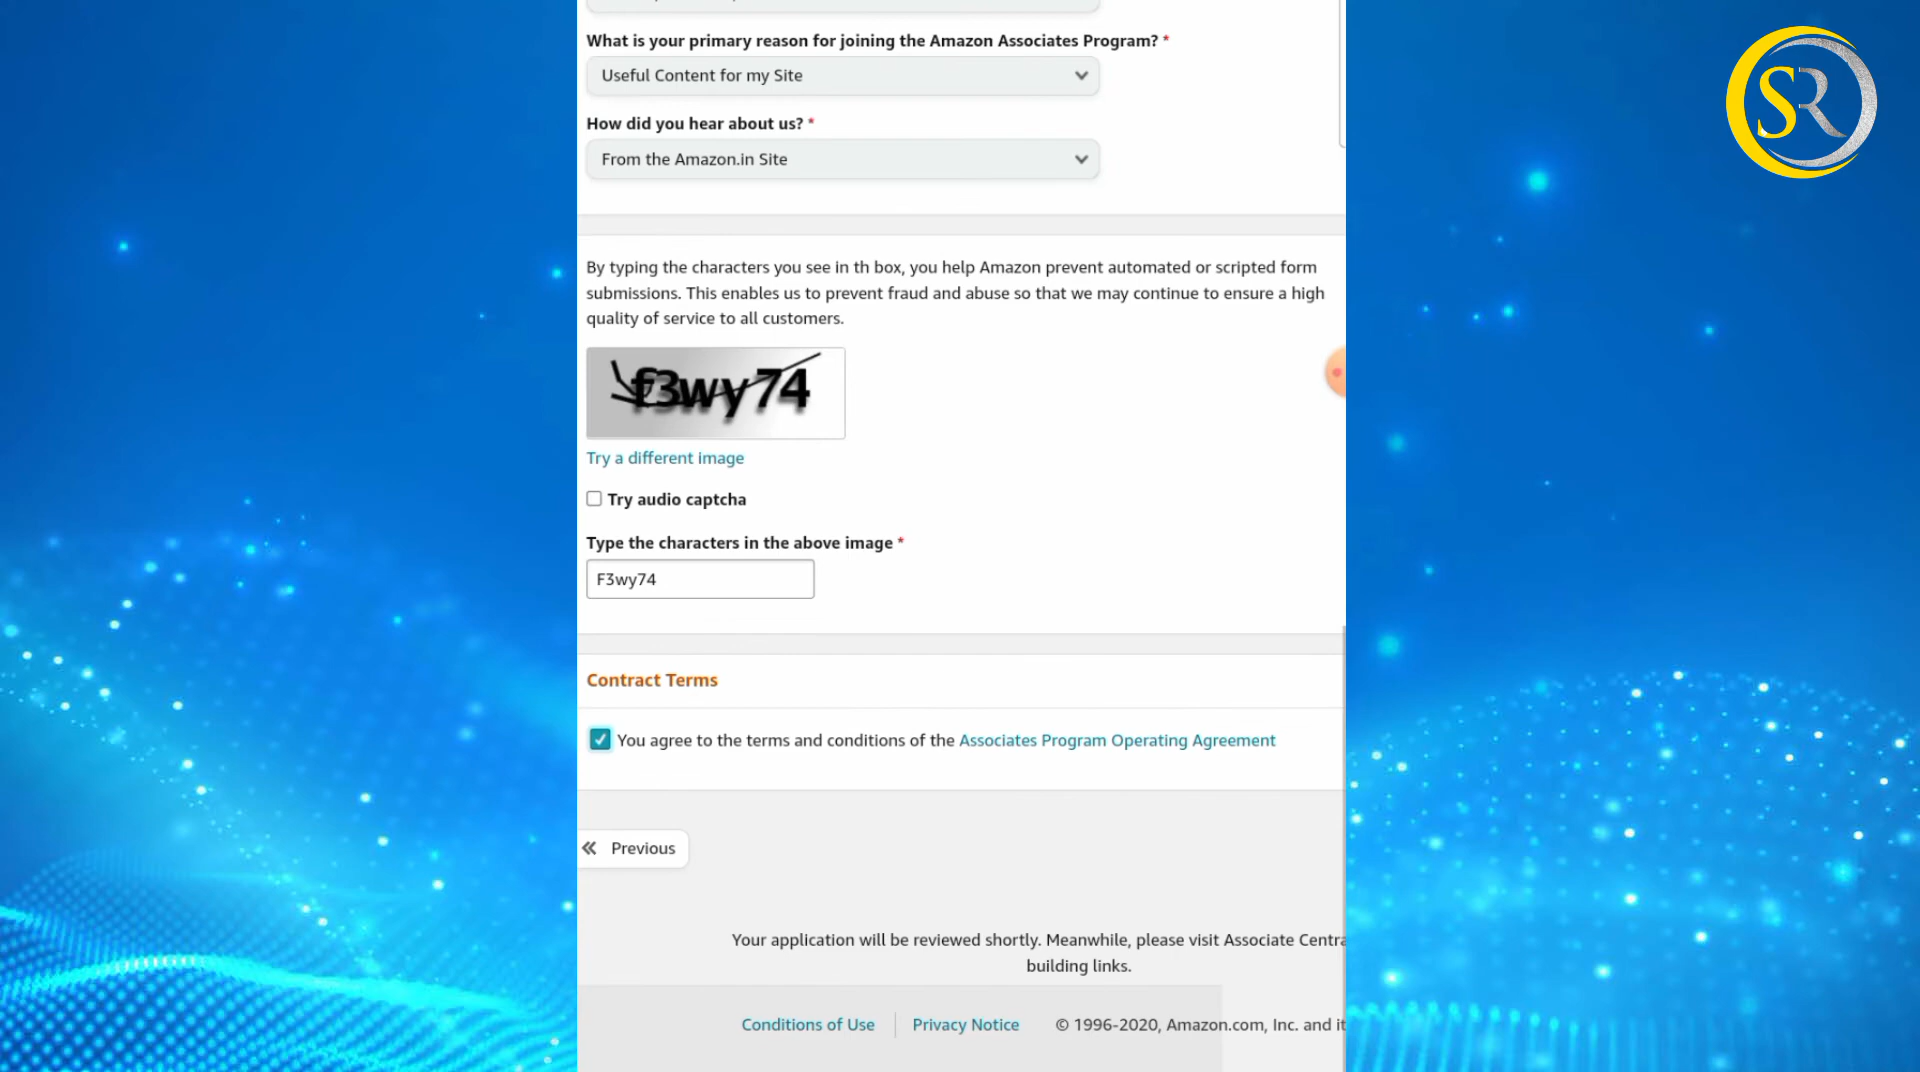 What is your primary reason for joining the Amazon Associates Program? *
Useful Content for my Site
How did you hear about us? *
From the Amazon.in Site
By typing the characters you see in th box, you help Amazon prevent automated or scripted form
submissions. This enables us to prevent fraud and abuse so that we may continue to ensure a high
quality of service to all customers.
f3wy74
Try a different image
Try audio captcha
Type the characters in the above image *
F3wy74
Contract Terms
You agree to the terms and conditions of the Associates Program Operating Agreement
« Previous
Your application will be reviewed shortly. Meanwhile, please visit Associate Centra
building links.
Conditions of Use
Privacy Notice
© 1996-2020, Amazon.com, Inc. and it
SR